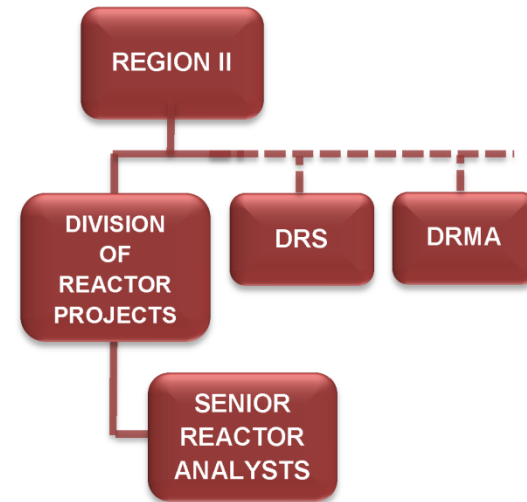 REGION II
DIVISION
OF
REACTOR
PROJECTS
DRS
DRMA
SENIOR
REACTOR
ANALYSTS